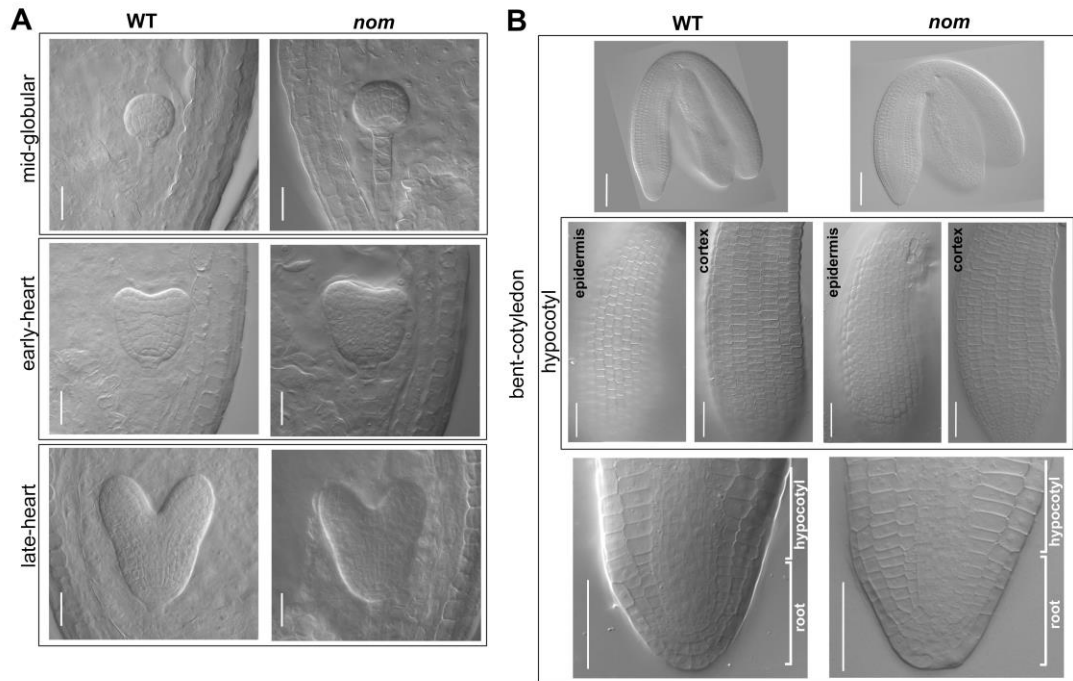 A
WT
nom
mid-globular
early-heart
late-heart
B
WT
nom
bent-cotyledon
hypocotyl
epidermis
cortex
epidermis
cortex
hypocotyl
root
hypocotyl
root